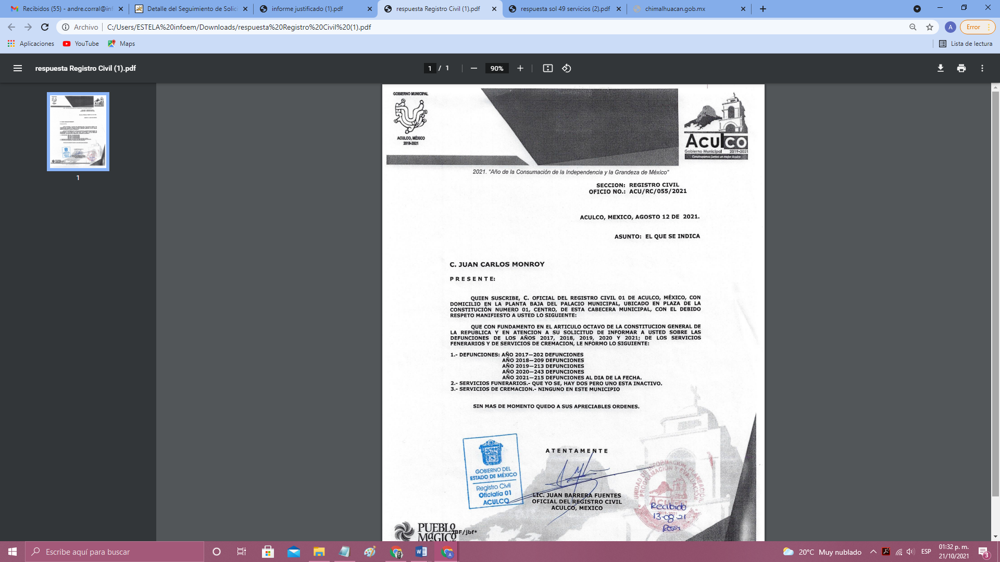 Recibidos (55) - andre.corral@inf
Detalle del Seguimiento de Solici
informe justificado (1).pdf
respuesta Registro Civil (1).pdf
respuesta sol 49 servicios (2).pdf
chimalhuacan.gob.mx
Archivo
C:/Users/ESTELA%20infoem/Downloads/respuesta%20Registro%20Civil%20(1).pdf
A
Error
Aplicaciones
YouTube
Maps
Lista de lectura
respuesta Registro Civil (1).pdf
1 / 1
90%
1
GOBIERNO MUNICIPAL
ACULCO, MÉXICO
2019-2021
Aculco
Gobierno Municipal 2019-2021
Construyamos juntos un mejor Aculco
2021. "Año de la Consumación de la Independencia y la Grandeza de México"
SECCION: REGISTRO CIVIL
OFICIO NO.: ACU/RC/055/2021
ACULCO, MEXICO, AGOSTO 12 DE 2021.
ASUNTO: EL QUE SE INDICA
C. JUAN CARLOS MONROY
P R E S E N T E:
QUIEN SUSCRIBE, C. OFICIAL DEL REGISTRO CIVIL 01 DE ACULCO, MÉXICO, CON
DOMICILIO EN LA PLANTA BAJA DEL PALACIO MUNICIPAL, UBICADO EN PLAZA DE LA
CONSTITUCIÓN NUMERO 01, CENTRO, DE ESTA CABECERA MUNICIPAL, CON EL DEBIDO
RESPETO MANIFIESTO A USTED LO SIGUIENTE:
QUE CON FUNDAMENTO EN EL ARTICULO OCTAVO DE LA CONSTITUCION GENERAL DE
LA REPUBLICA Y EN ATENCION A SU SOLICITUD DE INFORMAR A USTED SOBRE LAS
DEFUNCIONES DE LOS AÑOS 2017, 2018, 2019, 2020 Y 2021; DE LOS SERVICIOS
FENERARIOS Y DE SERVICIOS DE CREMACION, LE NFORMO LO SIGUIENTE:
1.- DEFUNCIONES: AÑO 2017—202 DEFUNCIONES
AÑO 2018—209 DEFUNCIONES
AÑO 2019—213 DEFUNCIONES
AÑO 2020—243 DEFUNCIONES
AÑO 2021—215 DEFUNCIONES AL DIA DE LA FECHA.
2.- SERVICIOS FUNERARIOS.- QUE YO SE, HAY DOS PERO UNO ESTA INACTIVO.
3.- SERVICIOS DE CREMACION.- NINGUNO EN ESTE MUNICIPIO
SIN MAS DE MOMENTO QUEDO A SUS APRECIABLES ORDENES.
A T E N T A M E N T E
GOBIERNO DEL
ESTADO DE MÉXICO
Registro Civil
Oficialía 01
ACULCO
LIC. JUAN BARRERA FUENTES
OFICIAL DEL REGISTRO CIVIL
ACULCO, MEXICO
UNIDAD DE INFORMACION, PLANEACION,
PROGRAMACIÓN Y EVALUACIÓN
Aculco
2019-2021
Recibido
13-08-21
Rossy
PUEBLO
MáGICO
JBF/jbf*
Escribe aquí para buscar
20°C Muy nublado
ESP
01:32 p. m.
21/10/2021
3